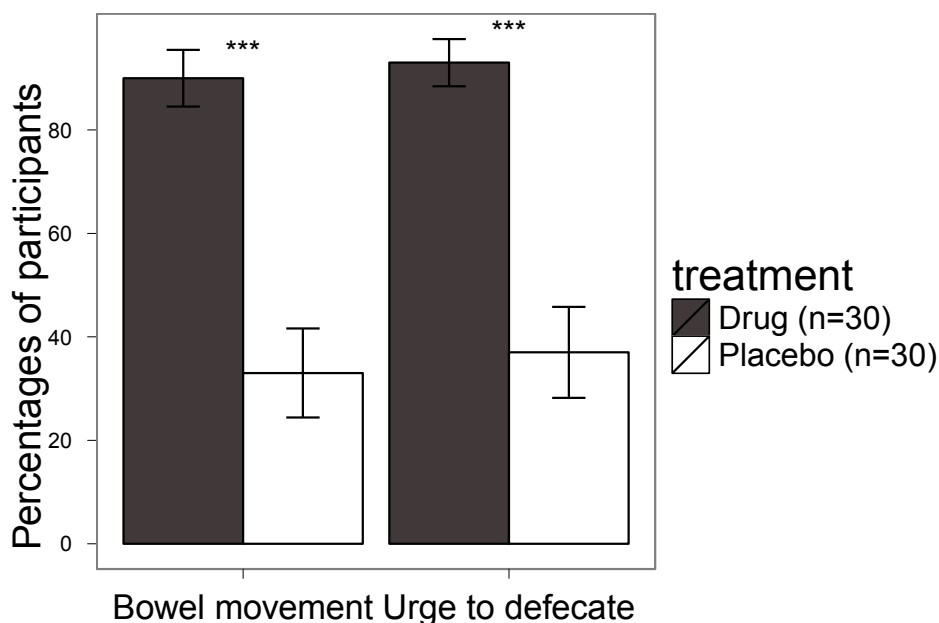 Percentages of participants
80
60
40
20
0
***
***
Bowel movement
Urge to defecate
treatment
Drug (n=30)
Placebo (n=30)